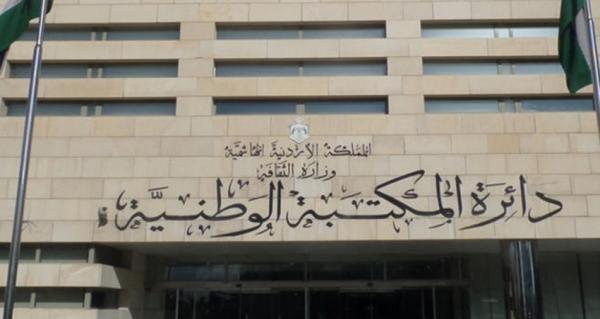 المملكة الأردنية الهاشمية
وزارة الثقافة
دائرة المكتبة الوطنية